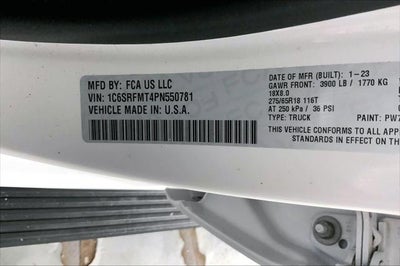 MFD BY: FCA US LLC
VIN: 1C6SRFMT4PN550781
VEHICLE MADE IN: U.S.A.
DATE OF MFR (BUILT): 1-23
GAWR FRONT: 3900 LB / 1770 KG
18X8.0
275/65R18 116T
AT 250 kPa / 36 PSI
TYPE: TRUCK PAINT: PW7
THIS VEHICLE CONFORMS TO ALL
STANDARDS IN EFFECT